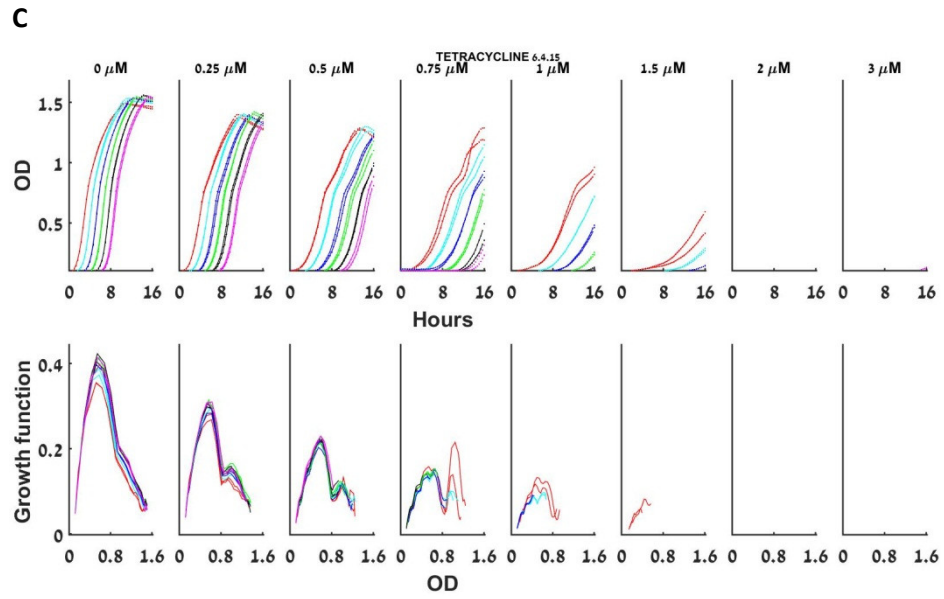 C
TETRACYCLINE 6.4.15
0 µM 0.25 µM 0.5 µM 0.75 µM 1 µM 1.5 µM 2 µM 3 µM
OD
1.5
1
0.5
0 8 16 0 8 16 0 8 16 0 8 16 0 8 16 0 8 16 0 8 16 0 8 16
Hours
Growth function
0.4
0.2
0
0 0.8 1.6 0 0.8 1.6 0 0.8 1.6 0 0.8 1.6 0 0.8 1.6 0 0.8 1.6 0 0.8 1.6 0 0.8 1.6
OD